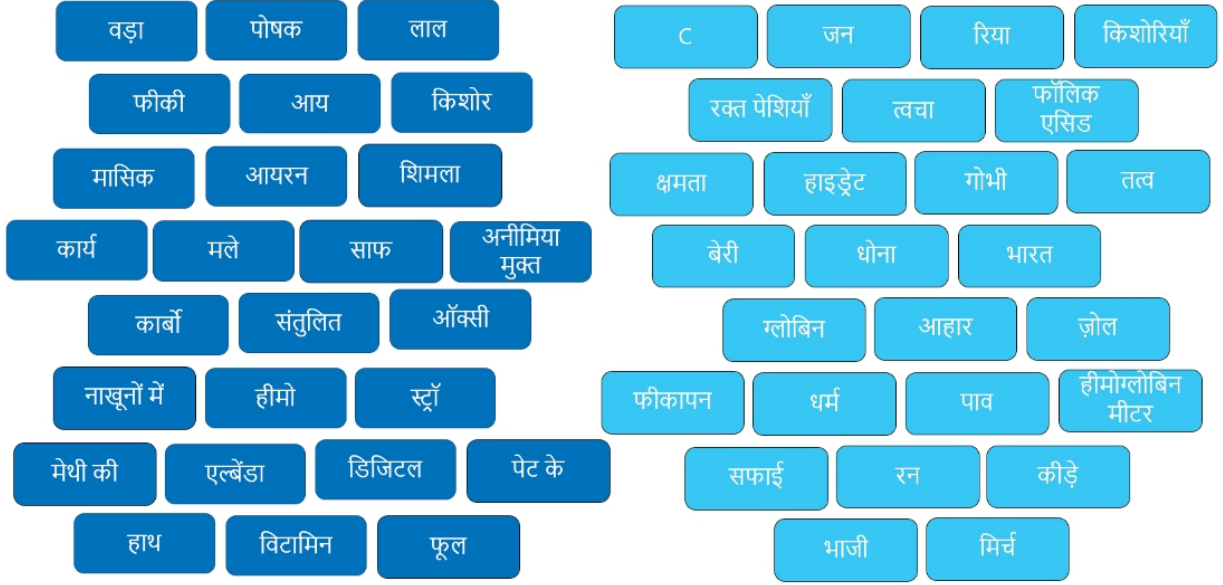 वड़ा
पोषक
लाल
फीकी
आय
किशोर
मासिक
आयरन
शिमला
कार्य
मले
साफ
अनीमिया
मुक्त
कार्बो
संतुलित
ऑक्सी
नाखूनों में
हीमो
स्ट्रॉ
मेथी की
एल्बेंडा
डिजिटल
पेट के
हाथ
विटामिन
फूल
C
जन
रिया
किशोरियाँ
रक्त पेशियाँ
त्वचा
फॉलिक
एसिड
क्षमता
हाइड्रेट
गोभी
तत्व
बेरी
धोना
भारत
ग्लोबिन
आहार
ज़ोल
फीकापन
धर्म
पाव
हीमोग्लोबिन
मीटर
सफाई
रन
कीड़े
भाजी
मिर्च